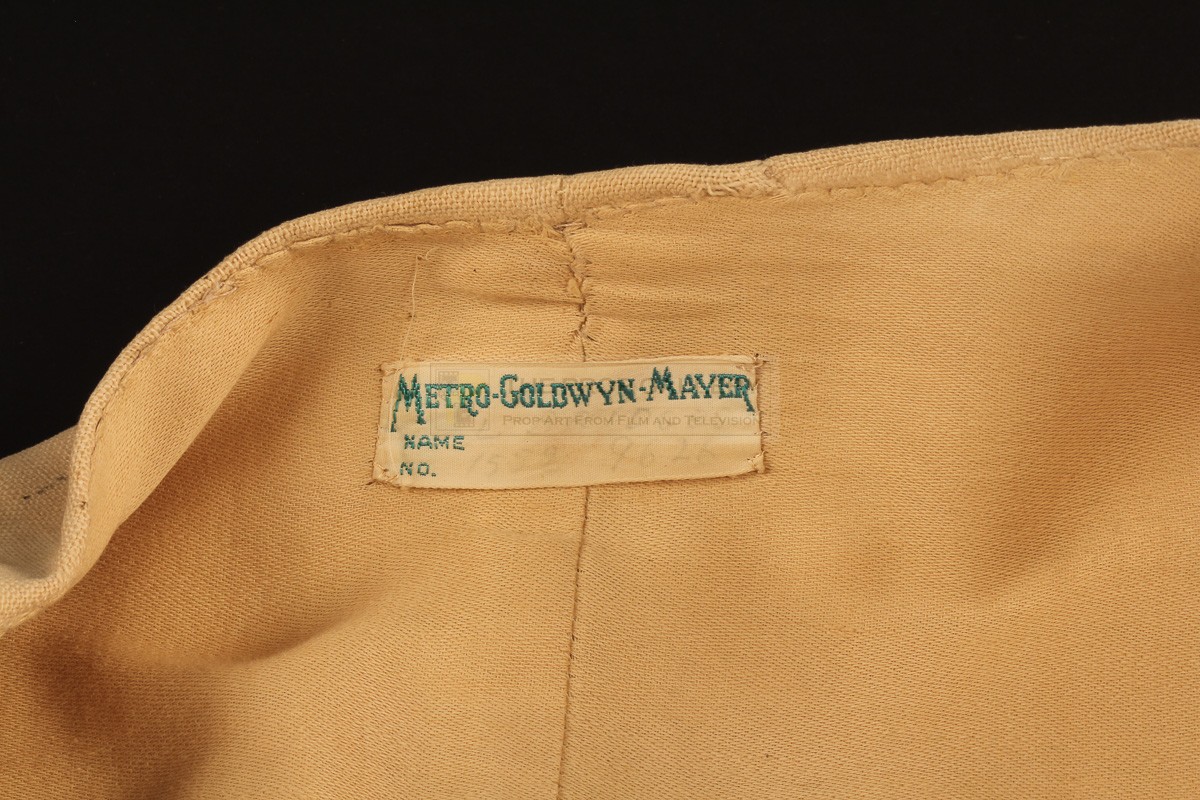 METRO-GOLDWYN-MAYER
PROP ART FROM FILM AND TELEVISION
NAME
NO.